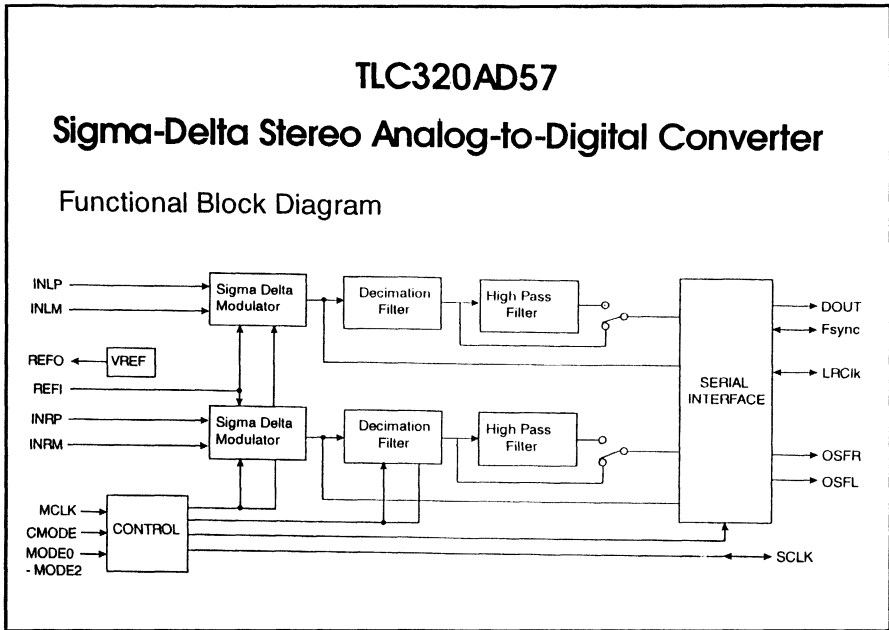 TLC320AD57
Sigma-Delta Stereo Analog-to-Digital Converter
Functional Block Diagram
INLP
INLM
Sigma Delta
Modulator
Decimation
Filter
High Pass
Filter
DOUT
Fsync
REFO
VREF
REFI
SERIAL
INTERFACE
LRClk
INRP
INRM
Sigma Delta
Modulator
Decimation
Filter
High Pass
Filter
OSFR
OSFL
MCLK
CMODE
MODE0
- MODE2
CONTROL
SCLK